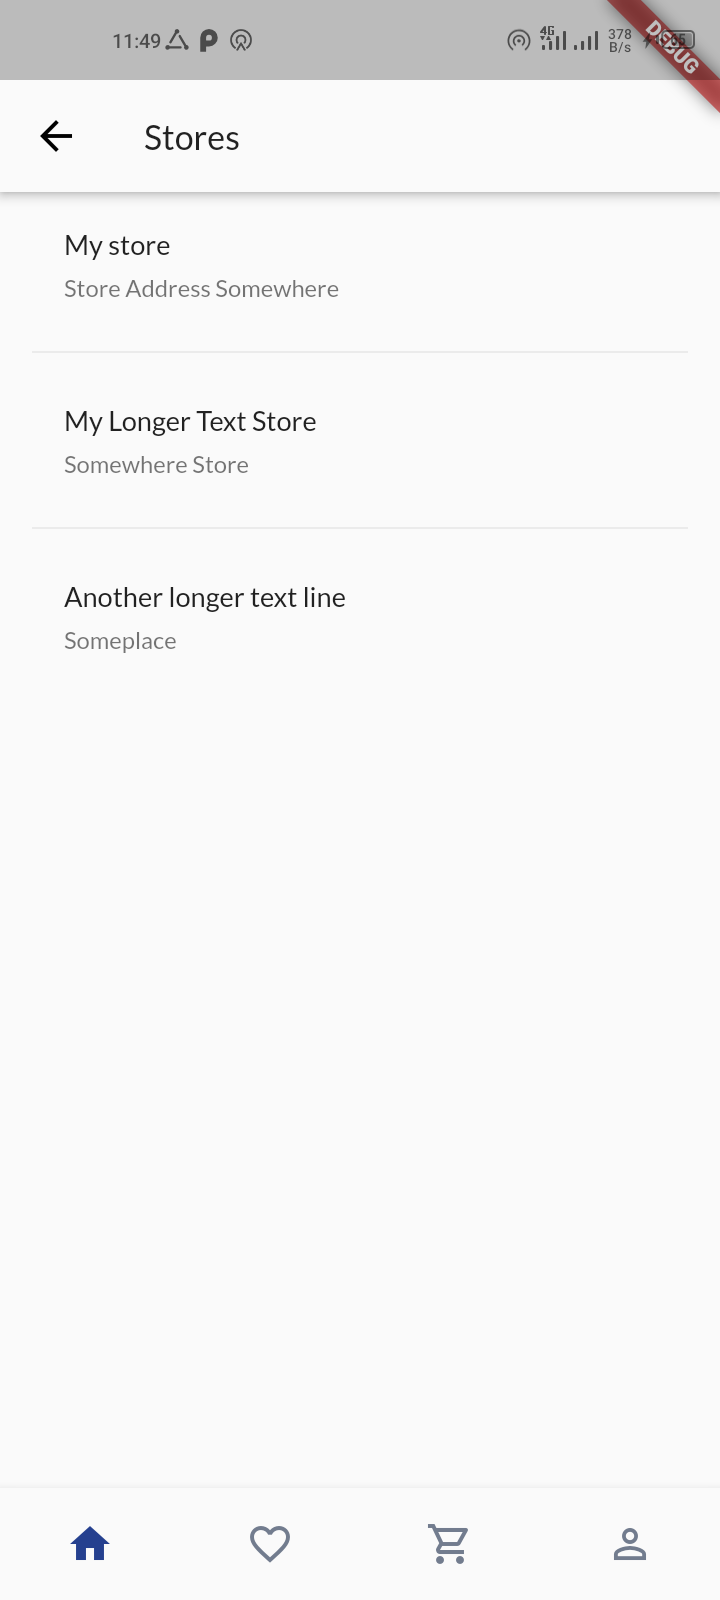 11:49
4G
378
B/s
DEBUG
Stores
My store
Store Address Somewhere
My Longer Text Store
Somewhere Store
Another longer text line
Someplace